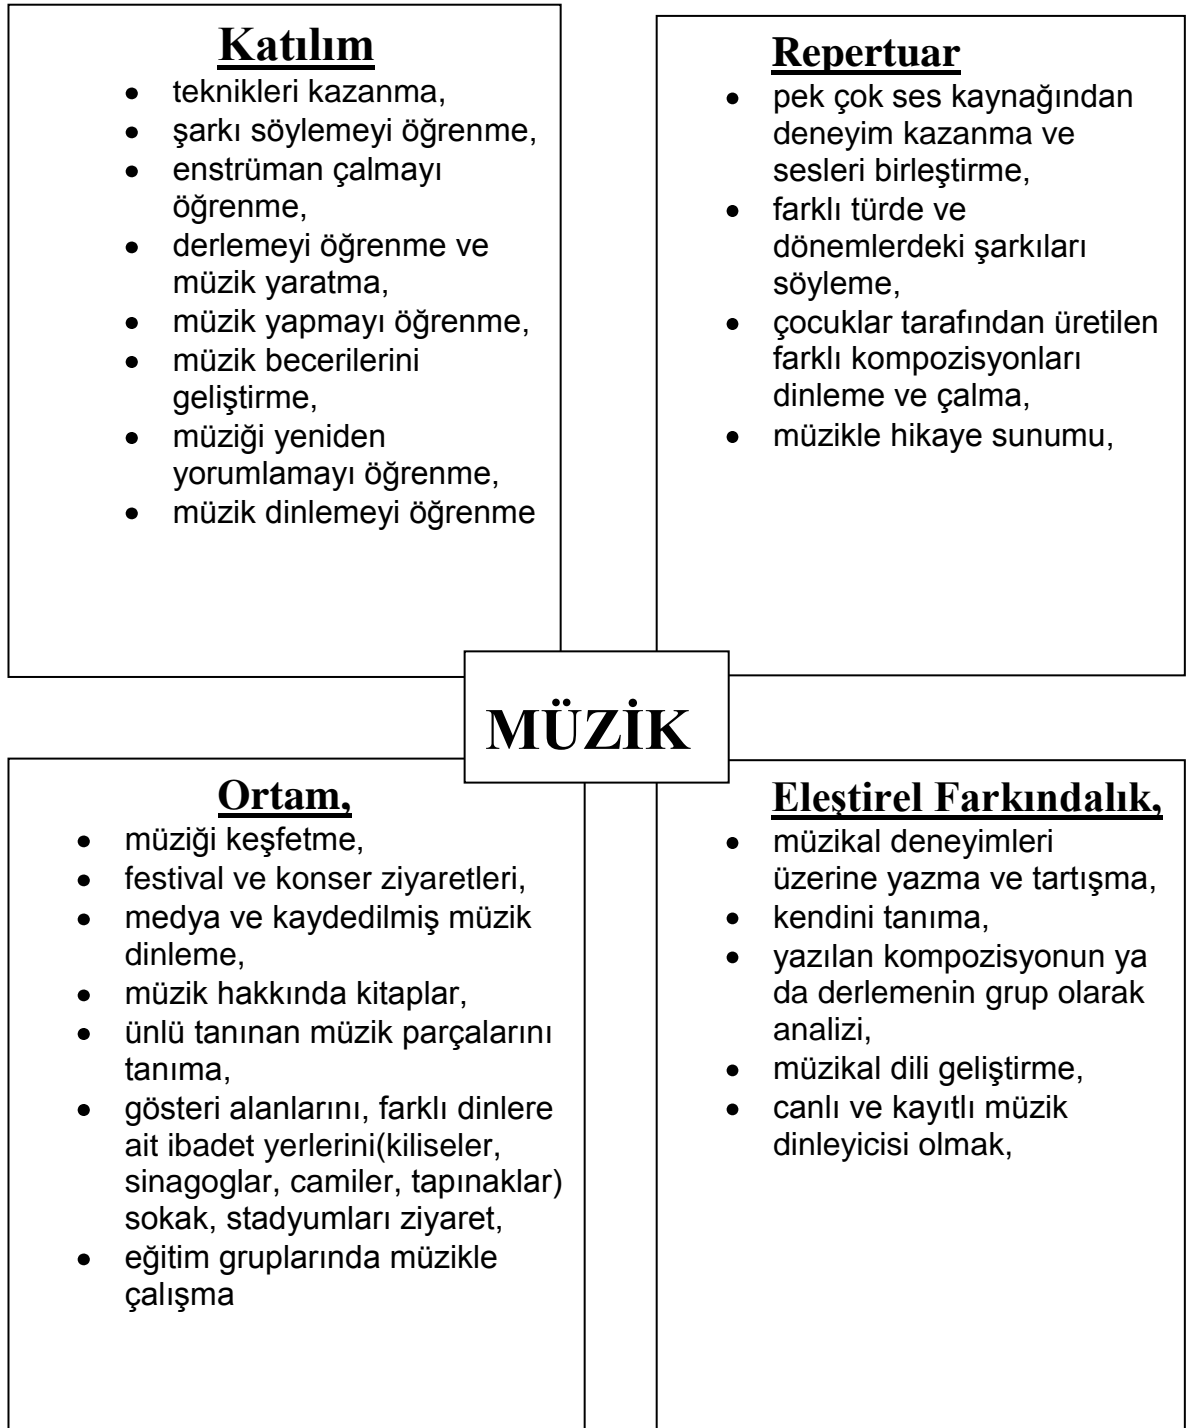 Katılım
• teknikleri kazanma,
• şarkı söylemeyi öğrenme,
• enstrüman çalmayı
öğrenme,
• derlemeyi öğrenme ve
müzik yaratma,
• müzik yapmayı öğrenme,
• müzik becerilerini
geliştirme,
• müziği yeniden
yorumlamayı öğrenme,
• müzik dinlemeyi öğrenme
Repertuar
• pek çok ses kaynağından
deneyim kazanma ve
sesleri birleştirme,
• farklı türde ve
dönemlerdeki şarkıları
söyleme,
• çocuklar tarafından üretilen
farklı kompozisyonları
dinleme ve çalma,
• müzikle hikaye sunumu,
MÜZİK
Ortam,
• müziği keşfetme,
• festival ve konser ziyaretleri,
• medya ve kaydedilmiş müzik
dinleme,
• müzik hakkında kitaplar,
• ünlü tanınan müzik parçalarını
tanıma,
• gösteri alanlarını, farklı dinlere
ait ibadet yerlerini(kiliseler,
sinagoglar, camiler, tapınaklar)
sokak, stadyumları ziyaret,
• eğitim gruplarında müzikle
çalışma
Eleştirel Farkındalık,
• müzikal deneyimleri
üzerine yazma ve tartışma,
• kendini tanıma,
• yazılan kompozisyonun ya
da derlemenin grup olarak
analizi,
• müzikal dili geliştirme,
• canlı ve kayıtlı müzik
dinleyicisi olmak,